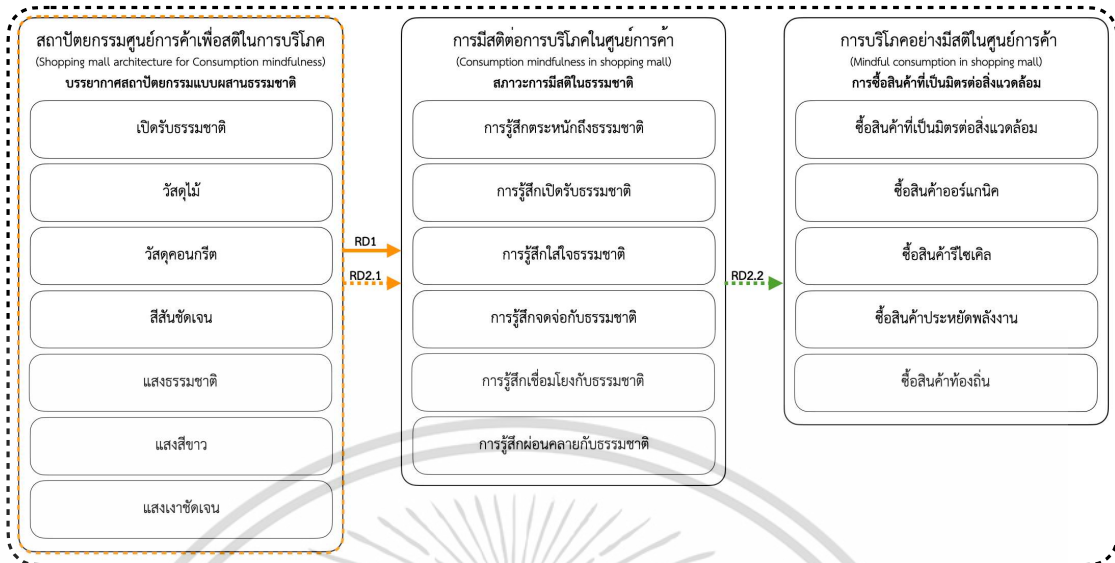 สถาปัตยกรรมศูนย์การค้าเพื่อสติในการบริโภค
(Shopping mall architecture for Consumption mindfulness)
บรรยากาศสถาปัตยกรรมแบบผสานธรรมชาติ
เปิดรับธรรมชาติ
วัสดุไม้
วัสดุคอนกรีต
สีสันชัดเจน
แสงธรรมชาติ
แสงสีขาว
แสงเงาชัดเจน
RD1
RD2.1
การมีสติต่อการบริโภคในศูนย์การค้า
(Consumption mindfulness in shopping mall)
สภาวะการมีสติในธรรมชาติ
การรู้สึกตระหนักถึงธรรมชาติ
การรู้สึกเปิดรับธรรมชาติ
การรู้สึกใส่ใจธรรมชาติ
การรู้สึกจดจ่อกับธรรมชาติ
การรู้สึกเชื่อมโยงกับธรรมชาติ
การรู้สึกผ่อนคลายกับธรรมชาติ
RD2.2
การบริโภคอย่างมีสติในศูนย์การค้า
(Mindful consumption in shopping mall)
การซื้อสินค้าที่เป็นมิตรต่อสิ่งแวดล้อม
ซื้อสินค้าที่เป็นมิตรต่อสิ่งแวดล้อม
ซื้อสินค้าออร์แกนิค
ซื้อสินค้ารีไซเคิล
ซื้อสินค้าประหยัดพลังงาน
ซื้อสินค้าท้องถิ่น